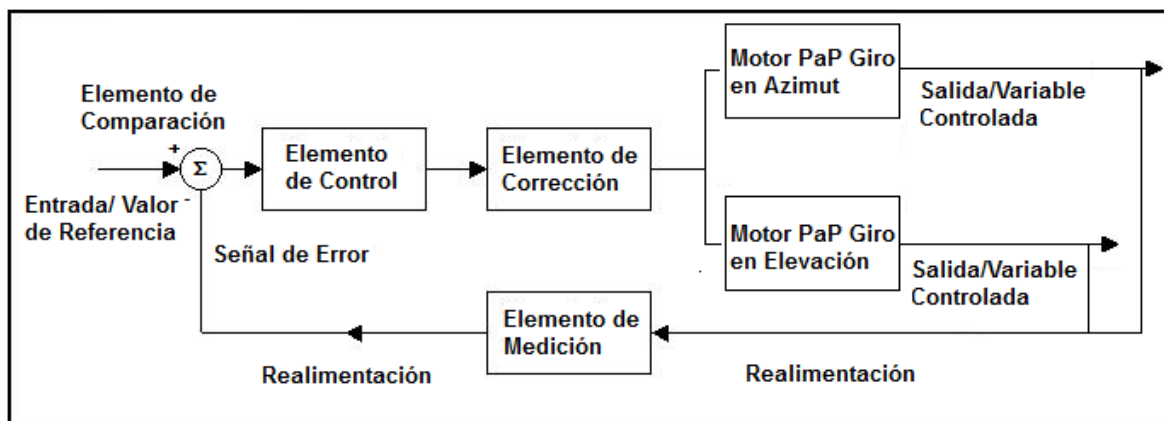 Elemento de
Comparación
+
Σ
Entrada/ Valor -
de Referencia
Señal de Error
Elemento
de Control
Elemento de
Corrección
Motor PaP Giro
en Azimut
Salida/Variable
Controlada
Motor PaP Giro
en Elevación
Salida/Variable
Controlada
Elemento de
Medición
Realimentación
Realimentación